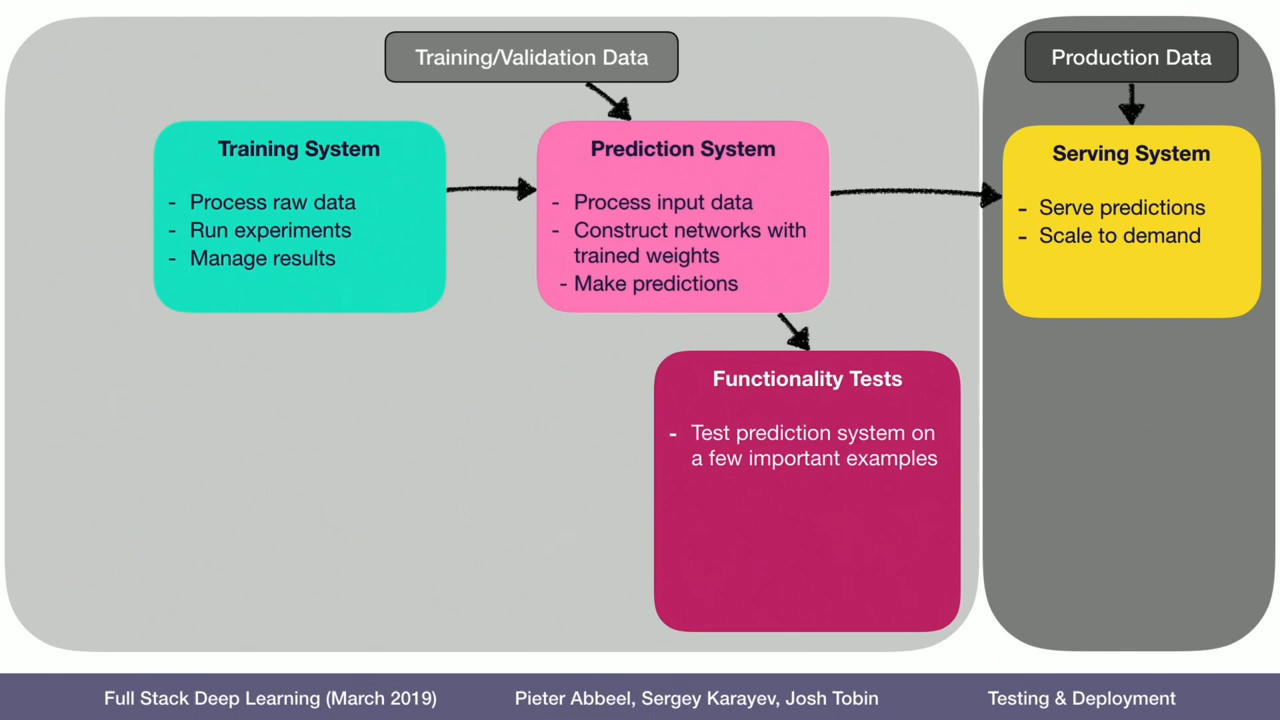 Training/Validation Data
Production Data
Training System
- Process raw data
- Run experiments
- Manage results
Prediction System
- Process input data
- Construct networks with
trained weights
- Make predictions
Serving System
- Serve predictions
- Scale to demand
Functionality Tests
- Test prediction system on
a few important examples
Full Stack Deep Learning (March 2019)
Pieter Abbeel, Sergey Karayev, Josh Tobin
Testing & Deployment